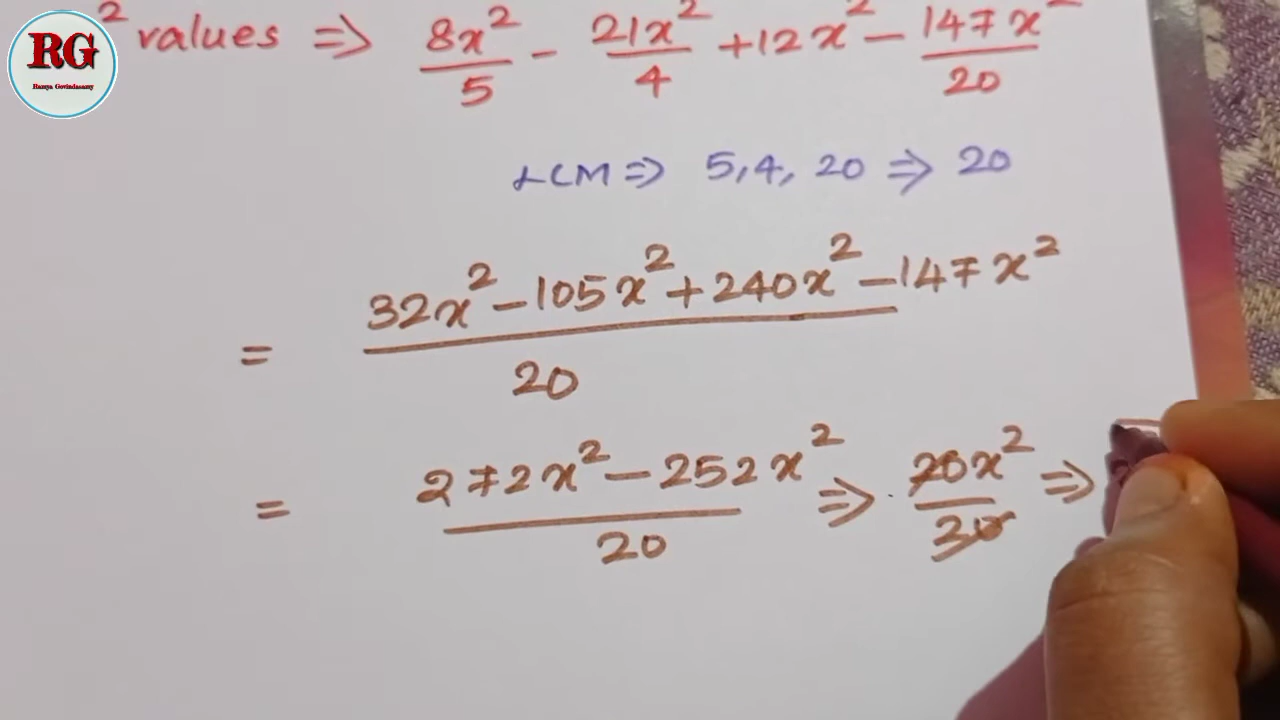 RG
Ramya Govindasamy
² values ⇒ 8x²/5 - 21x²/4 + 12x² - 147x²/20
LCM ⇒ 5, 4, 20 ⇒ 20
= 32x² - 105x² + 240x² - 147x² / 20
= 272x² - 252x² / 20 ⇒ 20x²/20 ⇒